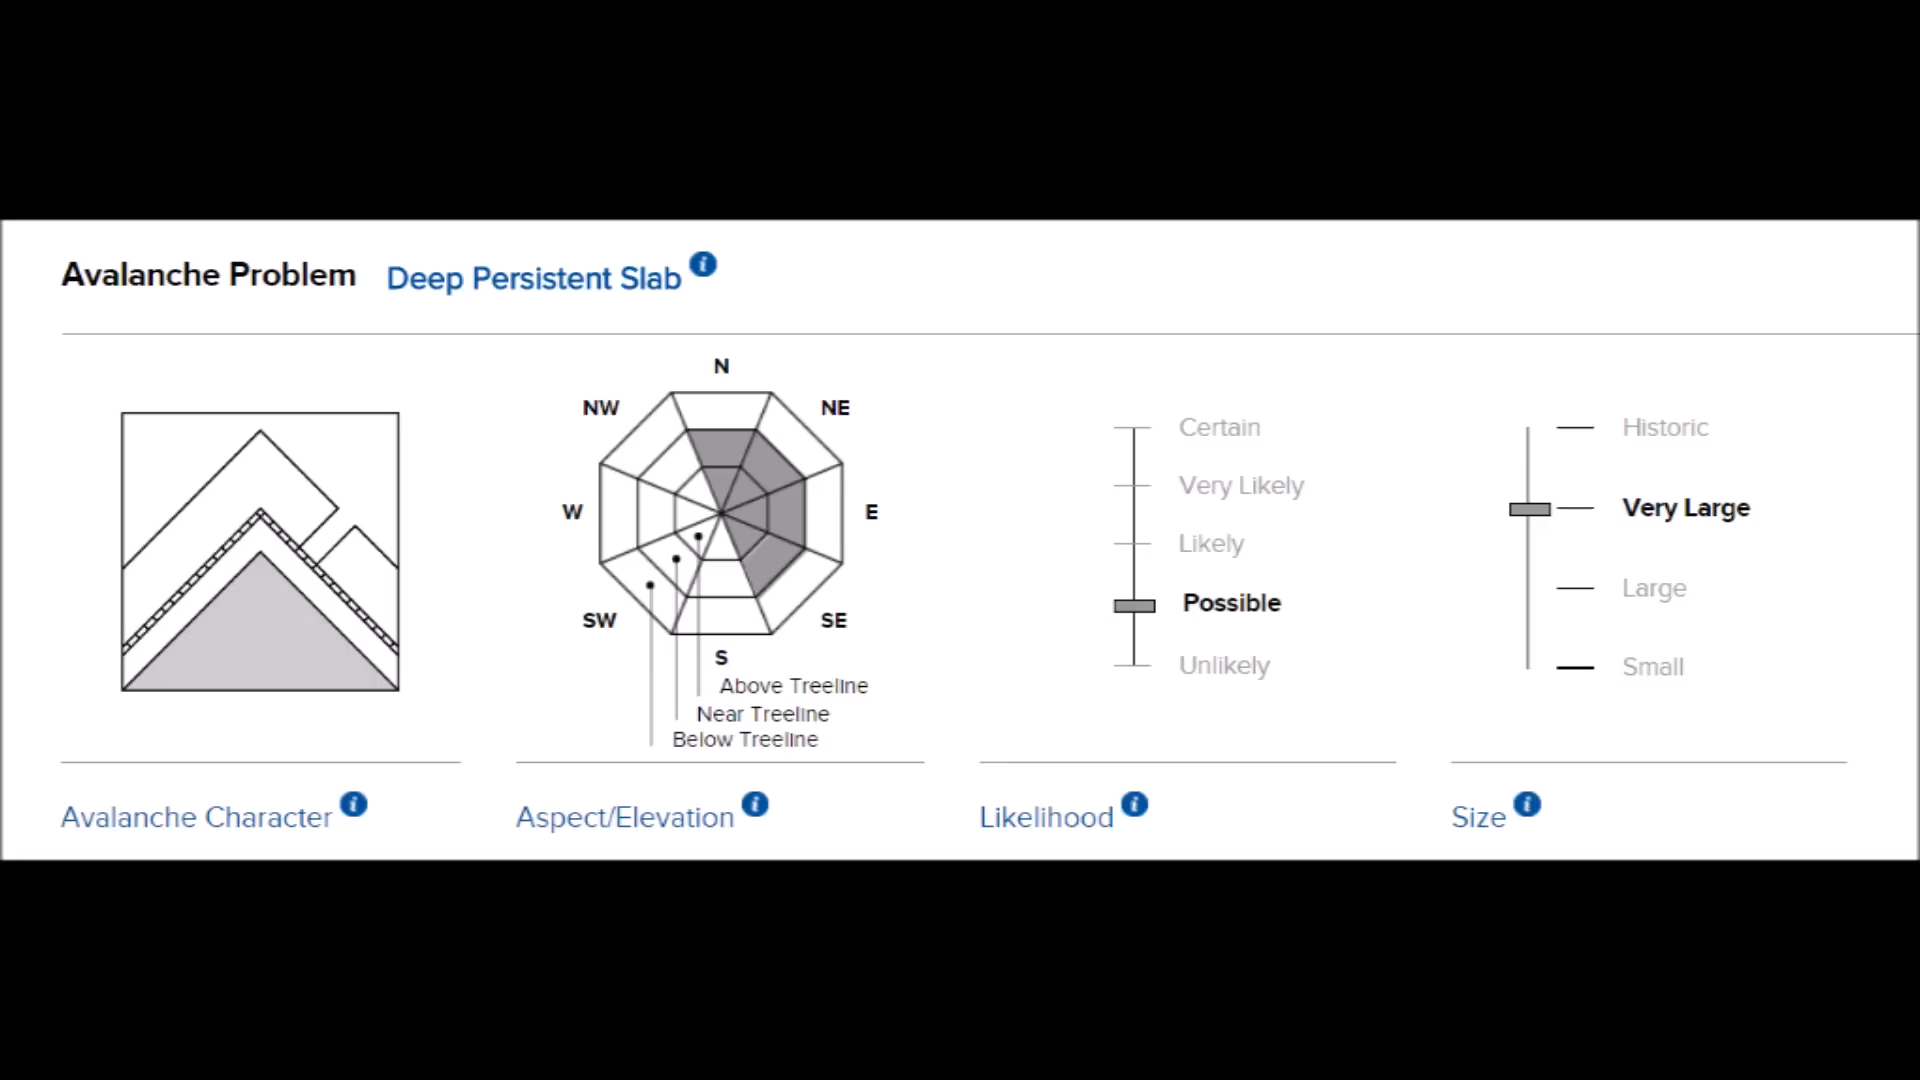 Avalanche Problem Deep Persistent Slab i
N
NW
NE
W
E
SW
SE
S
Above Treeline
Near Treeline
Below Treeline
Certain
Very Likely
Likely
Possible
Unlikely
Historic
Very Large
Large
Small
Avalanche Character i
Aspect/Elevation i
Likelihood i
Size i